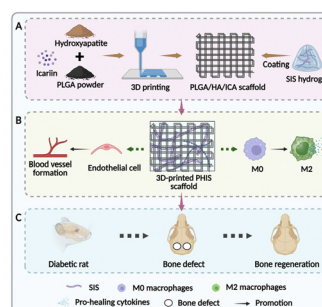 A
Hydroxyapatite
Icariin
PLGA powder
3D printing
PLGA/HA/ICA scaffold
Coating
SIS hydrog
B
Blood vessel
formation
Endothelial cell
3D-printed PHIS
scaffold
M0
M2
C
Diabetic rat
Bone defect
Bone regeneration
SIS
M0 macrophages
M2 macrophages
Pro-healing cytokines
Bone defect
Promotion